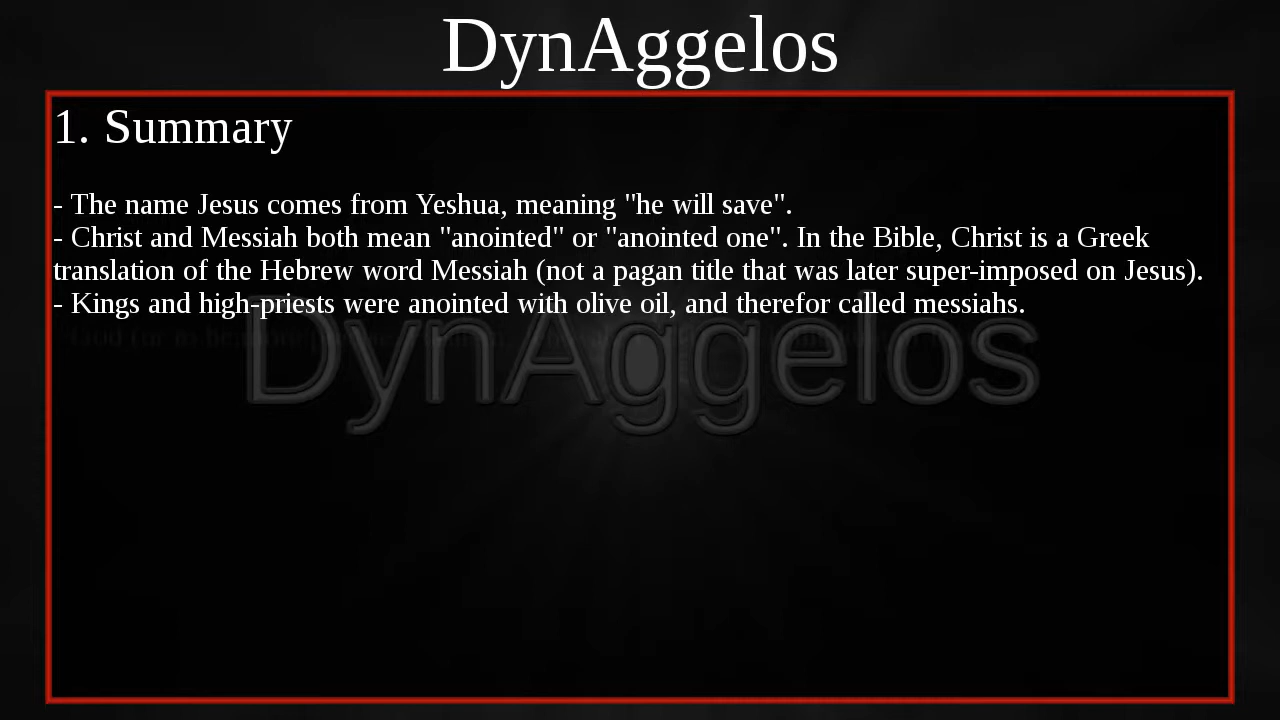 DynAggelos
1. Summary
- The name Jesus comes from Yeshua, meaning "he will save".
- Christ and Messiah both mean "anointed" or "anointed one". In the Bible, Christ is a Greek
translation of the Hebrew word Messiah (not a pagan title that was later super-imposed on Jesus).
- Kings and high-priests were anointed with olive oil, and therefor called messiahs.
DynAggelos